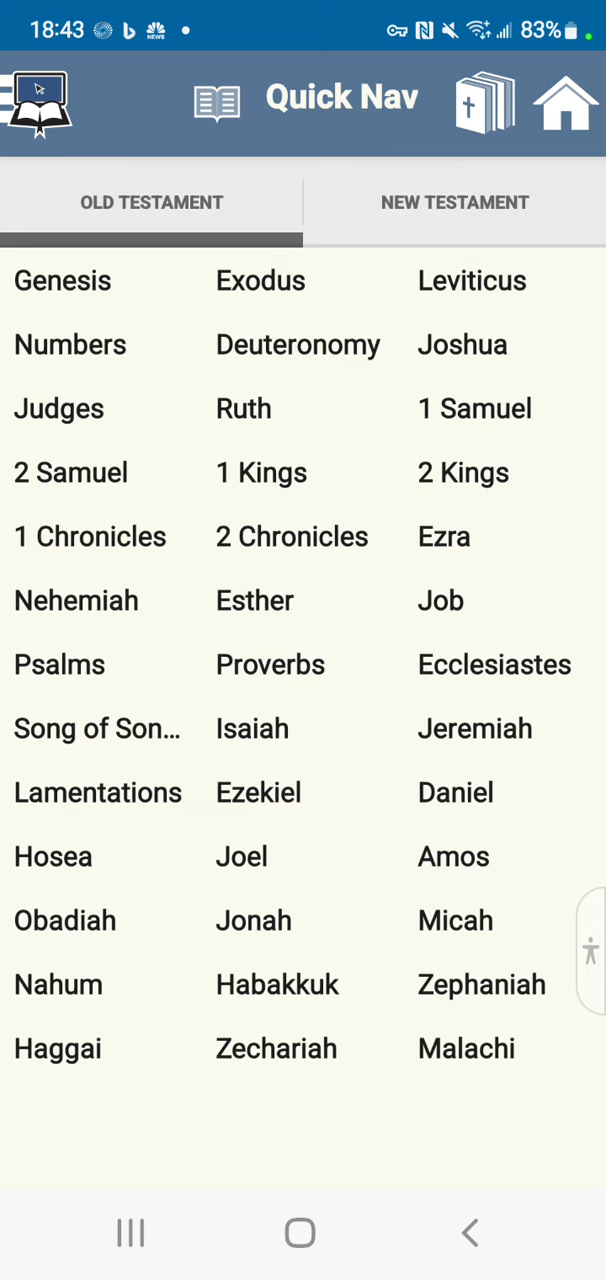 18:43 83%
Quick Nav
OLD TESTAMENT NEW TESTAMENT
Genesis Exodus Leviticus
Numbers Deuteronomy Joshua
Judges Ruth 1 Samuel
2 Samuel 1 Kings 2 Kings
1 Chronicles 2 Chronicles Ezra
Nehemiah Esther Job
Psalms Proverbs Ecclesiastes
Song of Son... Isaiah Jeremiah
Lamentations Ezekiel Daniel
Hosea Joel Amos
Obadiah Jonah Micah
Nahum Habakkuk Zephaniah
Haggai Zechariah Malachi